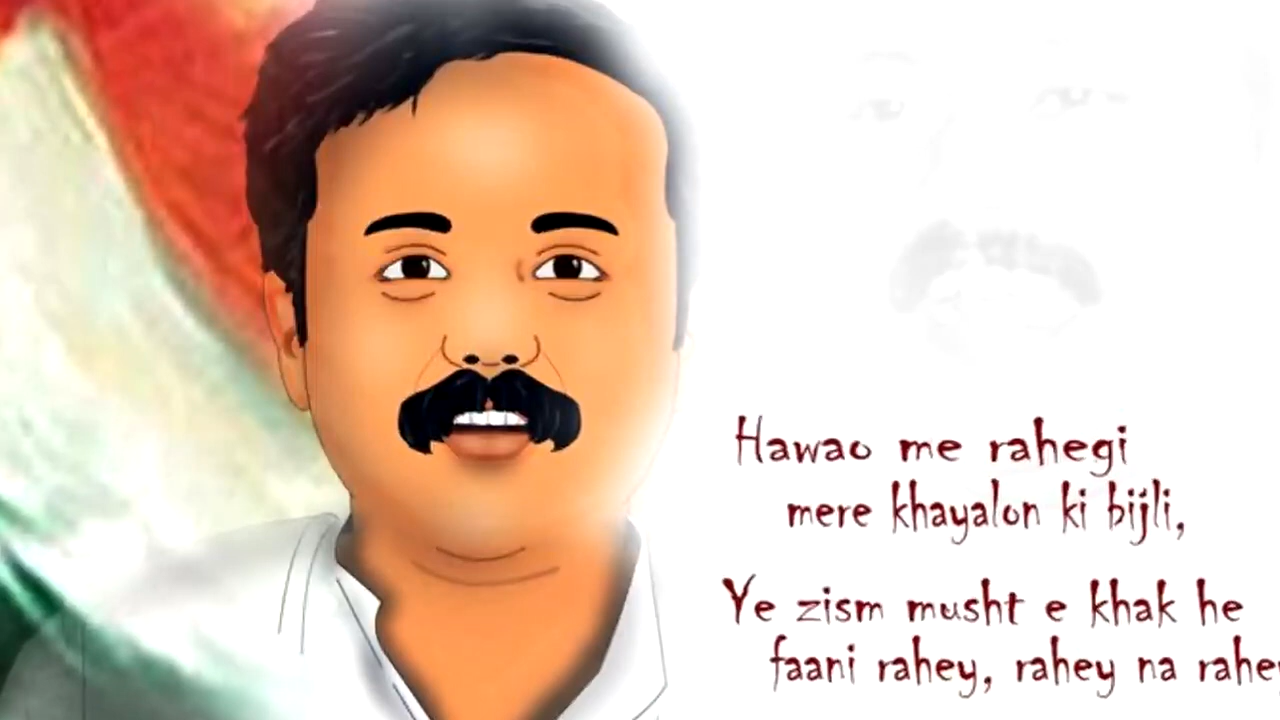 Hawao me rahegi
mere khayalon ki bijli,
Ye zism musht e khak he
faani rahey, rahey na rahey